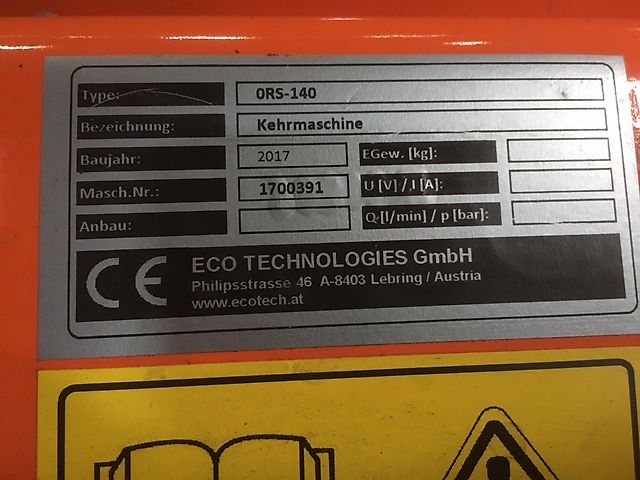 Type: 0RS-140
Bezeichnung: Kehrmaschine
Baujahr: 2017 EGew. [kg]:
Masch.Nr.: 1700391 U [V] / I [A]:
Anbau: Q [l/min] / p [bar]:
CE ECO TECHNOLOGIES GmbH
Philipsstrasse 46 A-8403 Lebring / Austria
www.ecotech.at